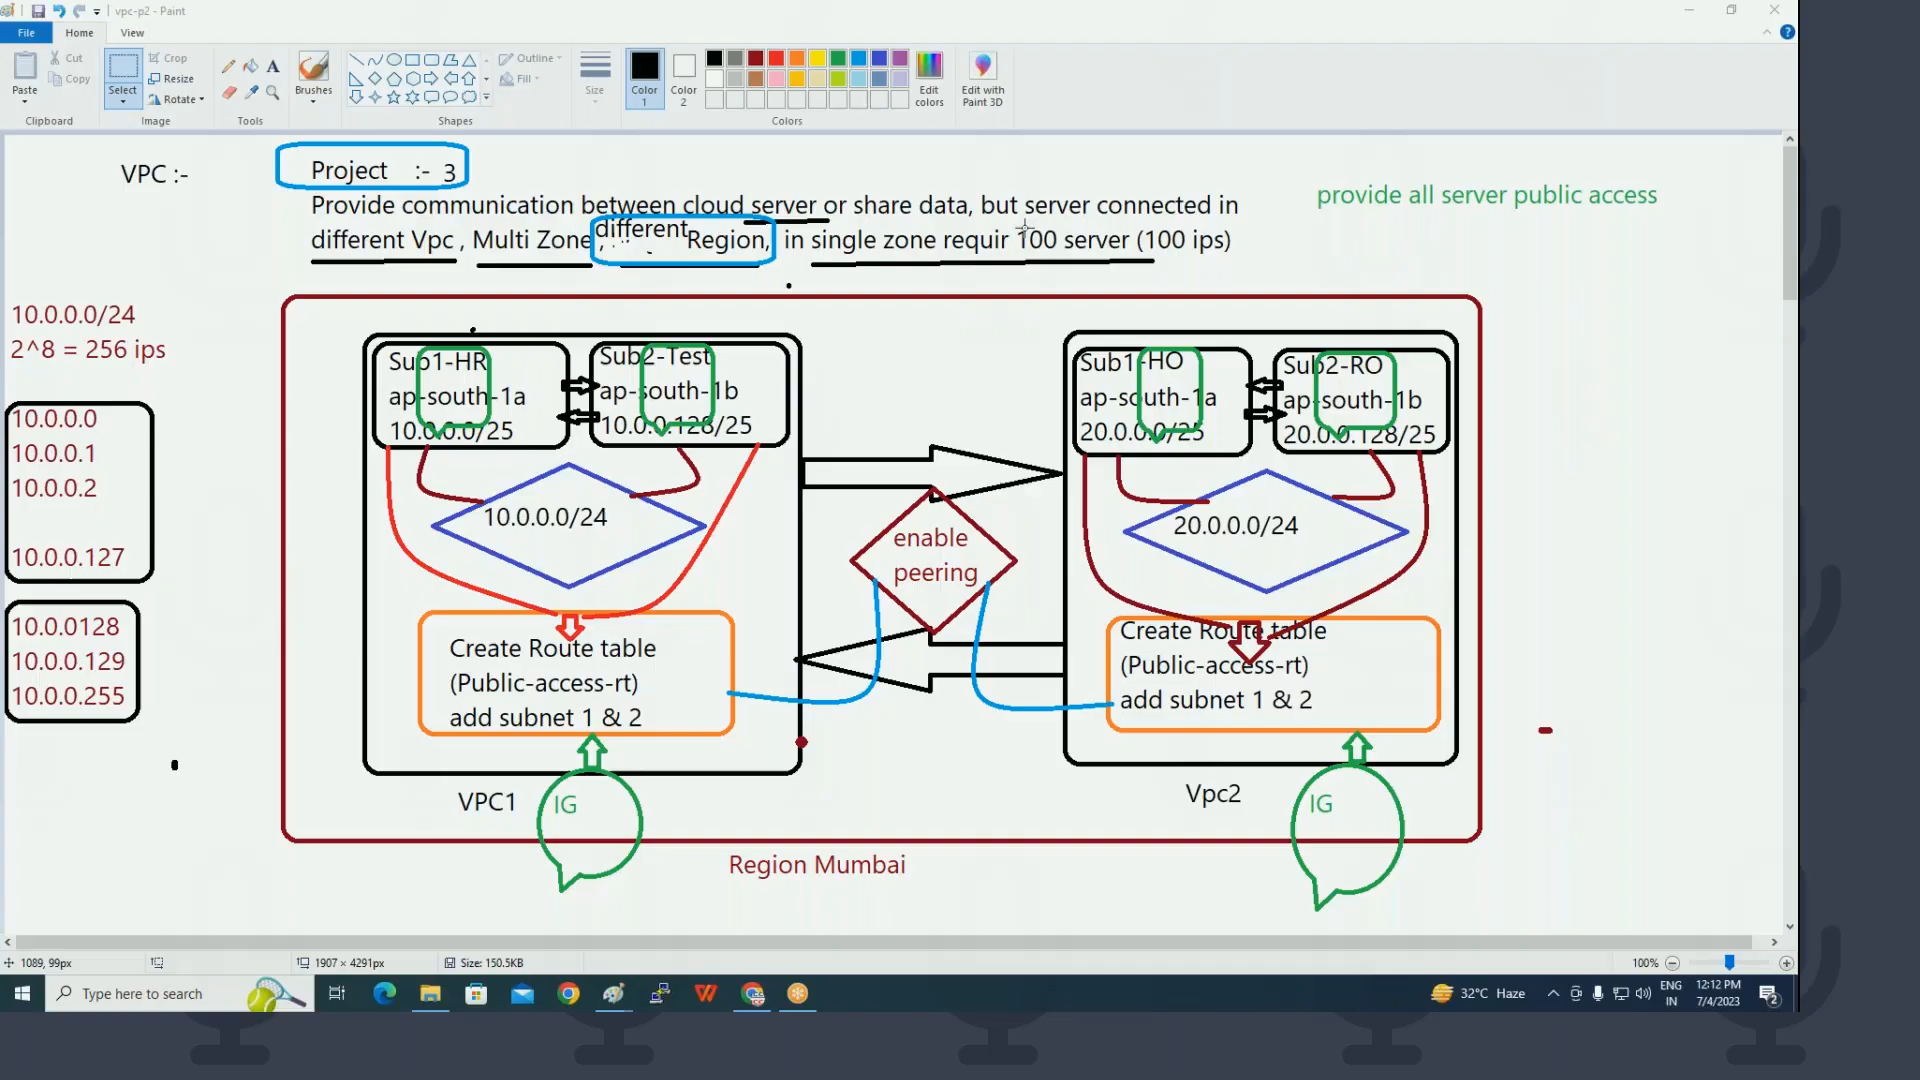 vpc-p2 - Paint
File
Home
View
Paste
Cut
Copy
Clipboard
Select
Crop
Resize
Rotate
Image
A
Tools
Brushes
Shapes
Outline
Fill
Size
Color
1
Color
2
Edit
colors
Colors
Edit with
Paint 3D
VPC :-
Project :- 3
Provide communication between cloud server or share data, but server connected in
different Vpc , Multi Zone , different Region, in single zone requir 100 server (100 ips)
provide all server public access
10.0.0.0/24
2^8 = 256 ips
10.0.0.0
10.0.0.1
10.0.0.2
10.0.0.127
10.0.0128
10.0.0.129
10.0.0.255
Sub1-HR
ap-south-1a
10.0.0.0/25
Sub2-Test
ap-south-1b
10.0.0.128/25
10.0.0.0/24
Create Route table
(Public-access-rt)
add subnet 1 & 2
VPC1
IG
enable
peering
Sub1-HO
ap-south-1a
20.0.0.0/25
Sub2-RO
ap-south-1b
20.0.0.128/25
20.0.0.0/24
Create Route table
(Public-access-rt)
add subnet 1 & 2
Vpc2
IG
Region Mumbai
1089, 99px
1907 × 4291px
Size: 150.5KB
100%
Type here to search
32°C Haze
ENG
IN
12:12 PM
7/4/2023
2